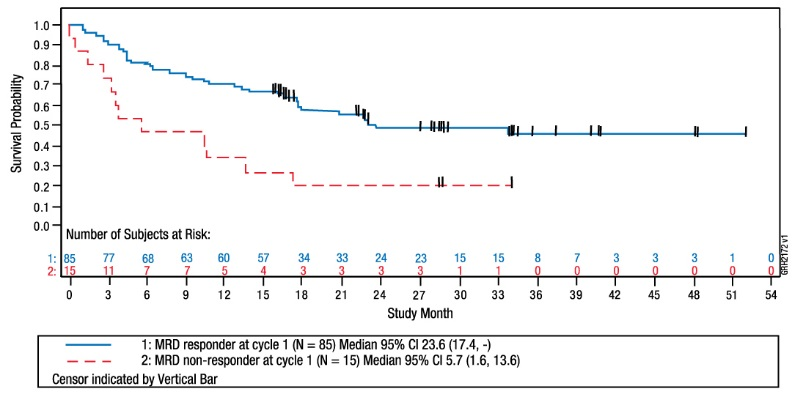 1.0
0.9
0.8
0.7
0.6
0.5
0.4
0.3
0.2
0.1
0.0
Survival Probability
Number of Subjects at Risk:
1: 85 77 68 63 60 57 34 33 24 23 15 15 8 7 3 3 3 1 0
2: 15 11 7 7 5 4 3 3 3 3 1 1 0 0 0 0 0 0 0
0 3 6 9 12 15 18 21 24 27 30 33 36 39 42 45 48 51 54
Study Month
GRH2172 v1
1: MRD responder at cycle 1 (N = 85) Median 95% CI 23.6 (17.4, -)
2: MRD non-responder at cycle 1 (N = 15) Median 95% CI 5.7 (1.6, 13.6)
Censor indicated by Vertical Bar